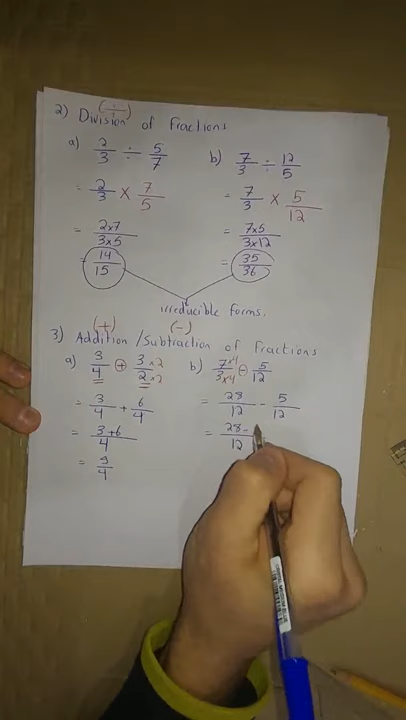 2) Division (÷) of Fractions
a) 2/3 ÷ 5/7
= 2/3 × 7/5
= 2×7/3×5
= 14/15
b) 7/3 ÷ 12/5
= 7/3 × 5/12
= 7×5/3×12
= 35/36
irreducible forms.
3) Addition (+) / Subtraction (-) of Fractions
a) 3/4 + 3×2/2×2
= 3/4 + 6/4
= 3+6/4
= 9/4
b) 7×4/3×4 - 5/12
= 28/12 - 5/12
= 28-/12